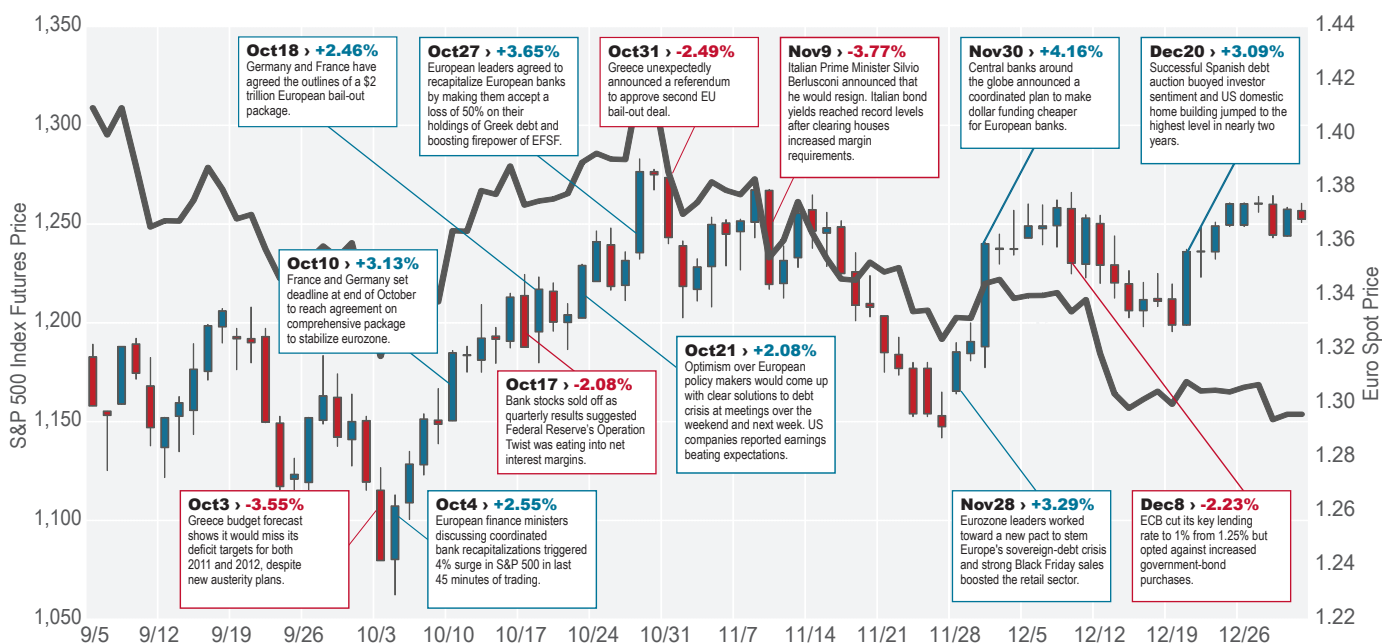 1,350
1,300
1,250
1,200
1,150
1,100
1,050
S&P 500 Index Futures Price
1.44
1.42
1.40
1.38
1.36
1.34
1.32
1.30
1.28
1.26
1.24
1.22
Euro Spot Price
Oct18 › +2.46%
Germany and France have
agreed the outlines of a $2
trillion European bail-out
package.
Oct27 › +3.65%
European leaders agreed to
recapitalize European banks
by making them accept a
loss of 50% on their
holdings of Greek debt and
boosting firepower of EFSF.
Oct31 › -2.49%
Greece unexpectedly
announced a referendum
to approve second EU
bail-out deal.
Nov9 › -3.77%
Italian Prime Minister Silvio
Berlusconi announced that
he would resign. Italian bond
yields reached record levels
after clearing houses
increased margin
requirements.
Nov30 › +4.16%
Central banks around
the globe announced a
coordinated plan to make
dollar funding cheaper
for European banks.
Dec20 › +3.09%
Successful Spanish debt
auction buoyed investor
sentiment and US domestic
home building jumped to the
highest level in nearly two
years.
Oct10 › +3.13%
France and Germany set
deadline at end of October
to reach agreement on
comprehensive package
to stabilize eurozone.
Oct17 › -2.08%
Bank stocks sold off as
quarterly results suggested
Federal Reserve's Operation
Twist was eating into net
interest margins.
Oct21 › +2.08%
Optimism over European
policy makers would come up
with clear solutions to debt
crisis at meetings over the
weekend and next week. US
companies reported earnings
beating expectations.
Oct3 › -3.55%
Greece budget forecast
shows it would miss its
deficit targets for both
2011 and 2012, despite
new austerity plans.
Oct4 › +2.55%
European finance ministers
discussing coordinated
bank recapitalizations triggered
4% surge in S&P 500 in last
45 minutes of trading.
Nov28 › +3.29%
Eurozone leaders worked
toward a new pact to stem
Europe's sovereign-debt crisis
and strong Black Friday sales
boosted the retail sector.
Dec8 › -2.23%
ECB cut its key lending
rate to 1% from 1.25% but
opted against increased
government-bond
purchases.
9/5 9/12 9/19 9/26 10/3 10/10 10/17 10/24 10/31 11/7 11/14 11/21 11/28 12/5 12/12 12/19 12/26